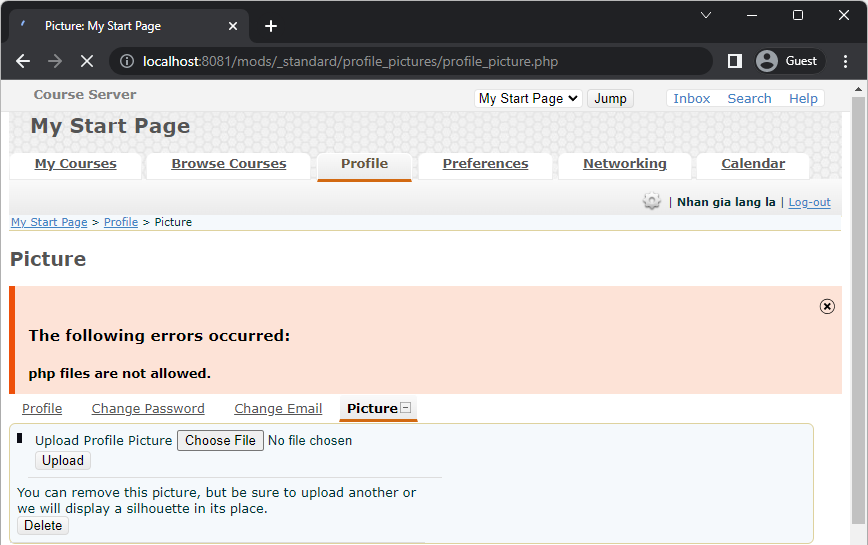 Picture: My Start Page
localhost:8081/mods/_standard/profile_pictures/profile_picture.php
Guest
Course Server
My Start Page Jump Inbox Search Help
My Start Page
My Courses Browse Courses Profile Preferences Networking Calendar
| Nhan gia lang la | Log-out
My Start Page > Profile > Picture
Picture
The following errors occurred:
php files are not allowed.
Profile Change Password Change Email Picture
Upload Profile Picture Choose File No file chosen
Upload
You can remove this picture, but be sure to upload another or
we will display a silhouette in its place.
Delete